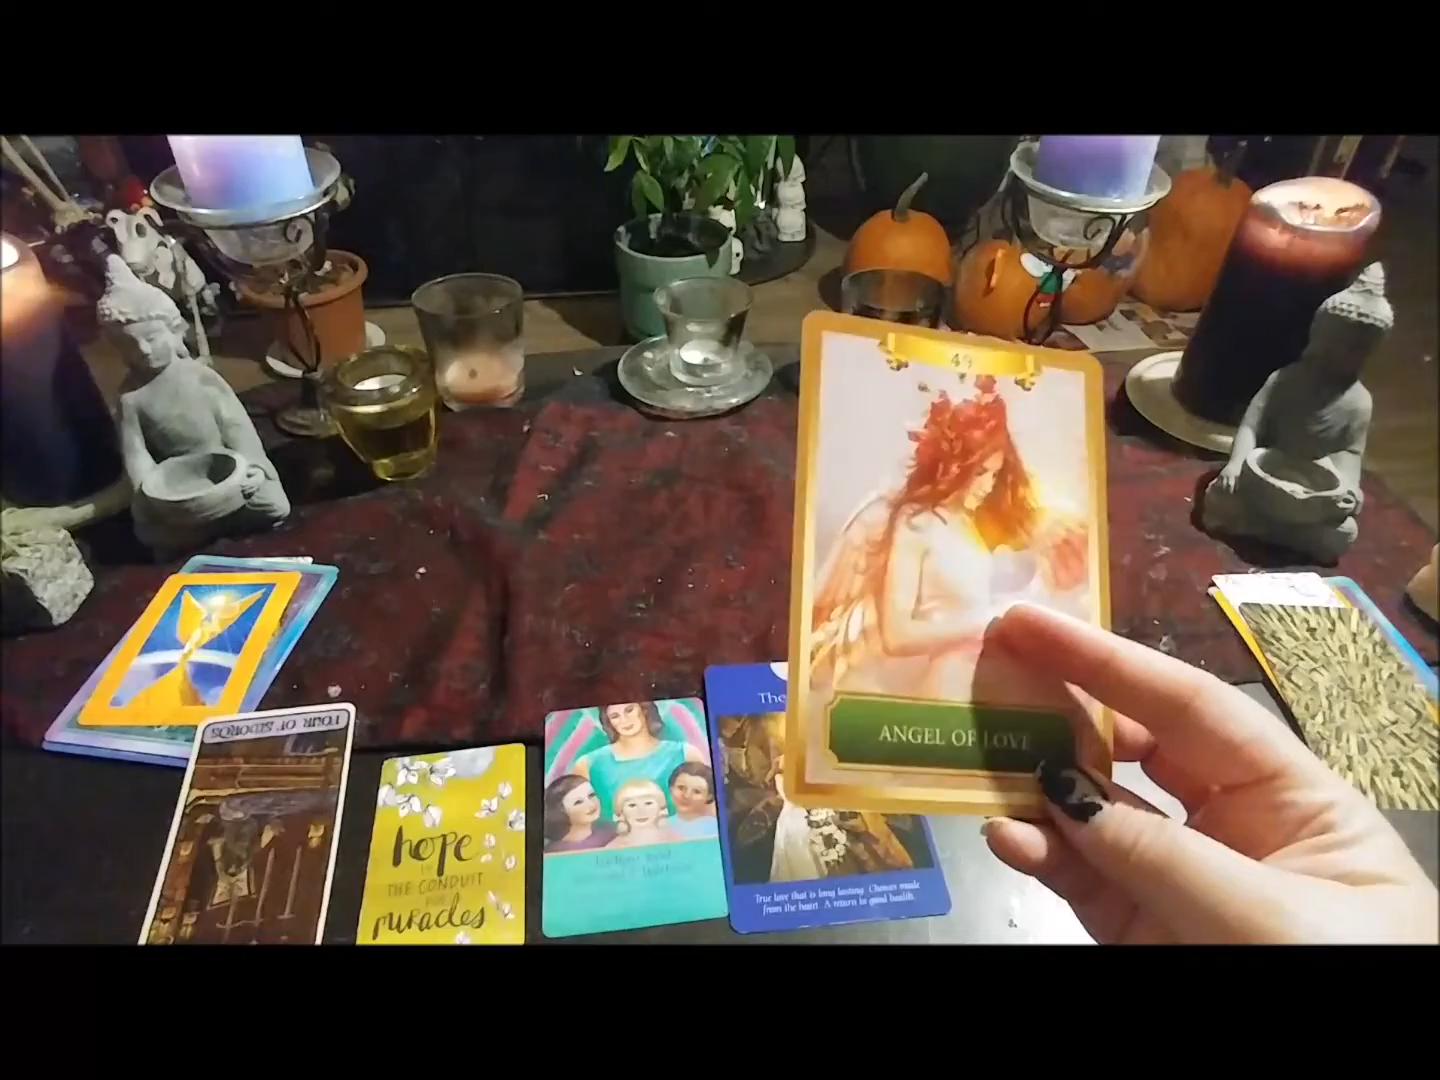 49
ANGEL OF LOVE
FOUR OF SWORDS
hope
THE CONDUIT
miracles
The
True love that is long lasting. Choices made
from the heart. A return to good health.